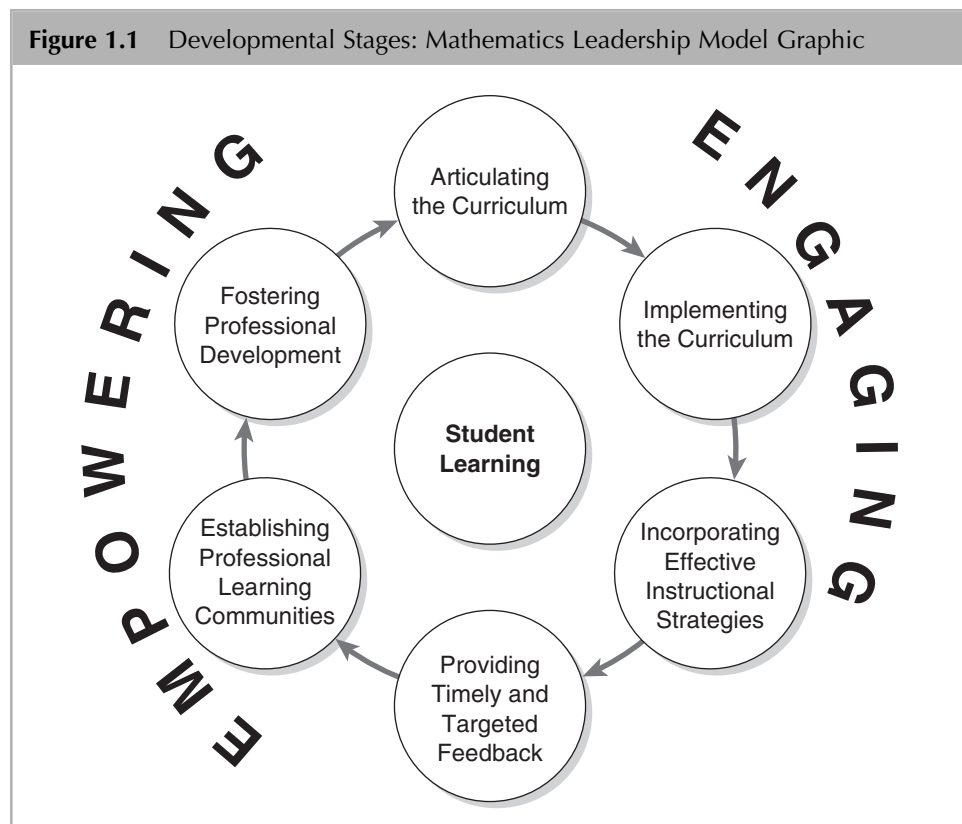 Figure 1.1 Developmental Stages: Mathematics Leadership Model Graphic
EMPOWERING
ENGAGING
Articulating
the Curriculum
Implementing
the Curriculum
Incorporating
Effective
Instructional
Strategies
Providing
Timely and
Targeted
Feedback
Establishing
Professional
Learning
Communities
Fostering
Professional
Development
Student
Learning